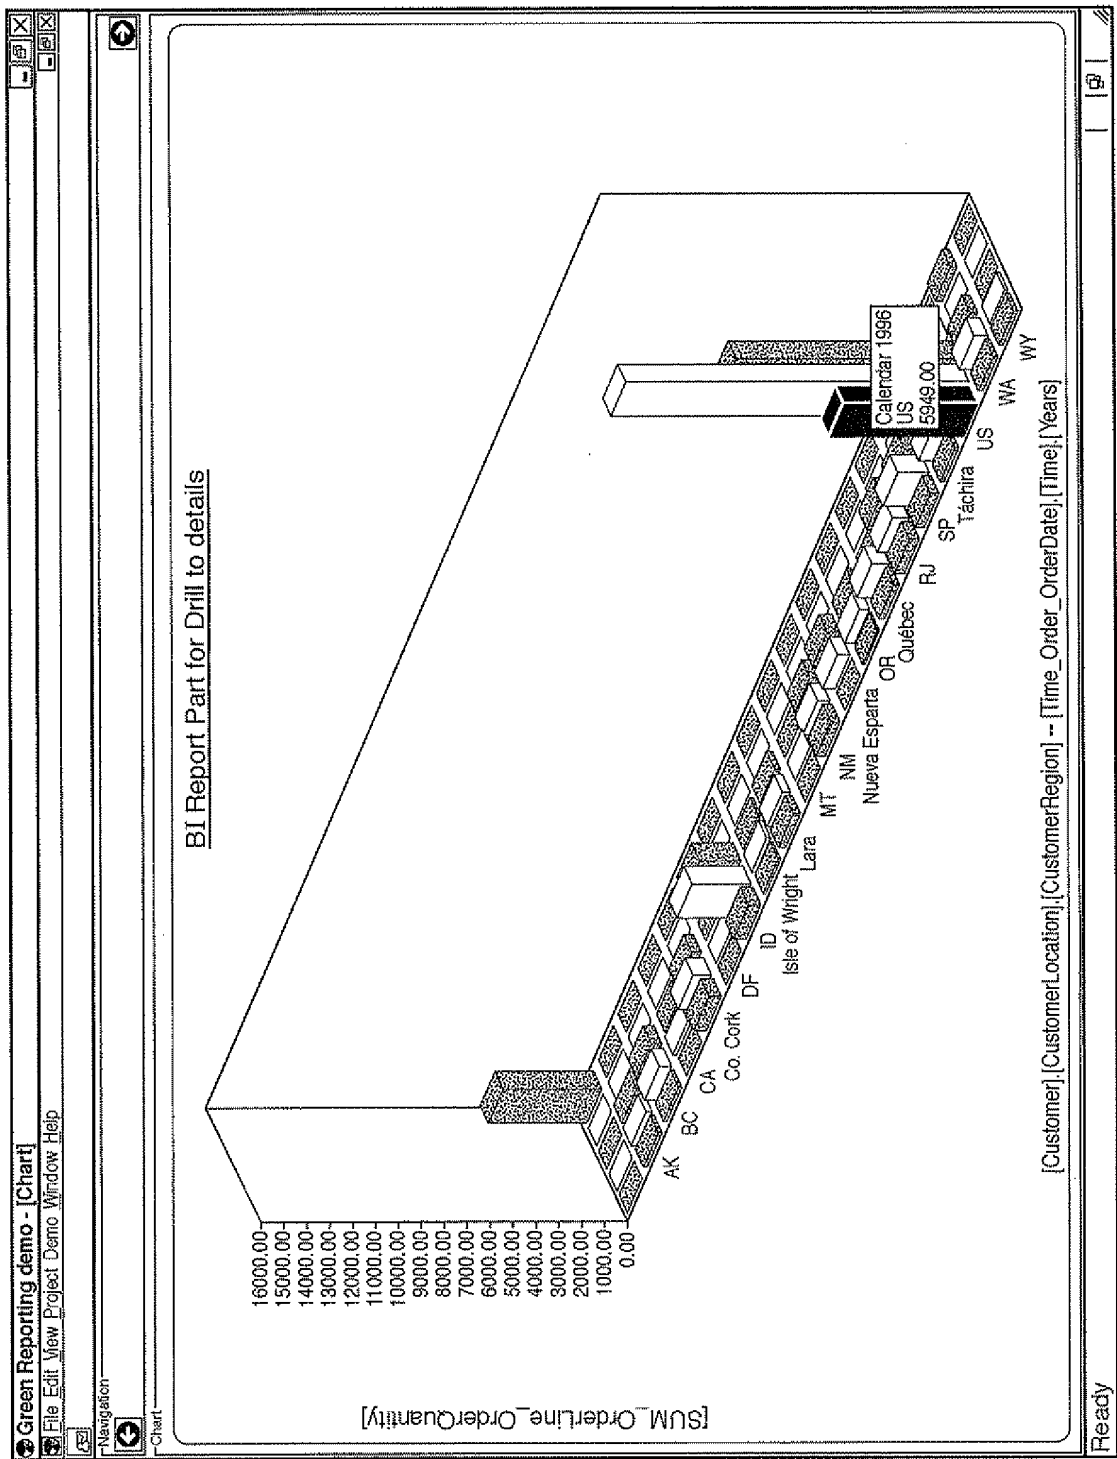 Green Reporting demo - [Chart]
File Edit View Project Demo Window Help
Navigation
Chart
BI Report Part for Drill to details
[SUM_OrderLine_OrderQuantity]
16000.00
15000.00
14000.00
13000.00
12000.00
11000.00
10000.00
9000.00
8000.00
7000.00
6000.00
5000.00
4000.00
3000.00
2000.00
1000.00
0.00
AK
BC
CA
Co. Cork
DF
ID
Isle of Wright
Lara
MT
NM
Nueva Esparta
OR
Québec
RJ
SP
Táchira
US
WA
WY
Calendar 1996
US
5949.00
[Customer].[CustomerLocation].[CustomerRegion] -- [Time_Order_OrderDate].[Time].[Years]
Ready